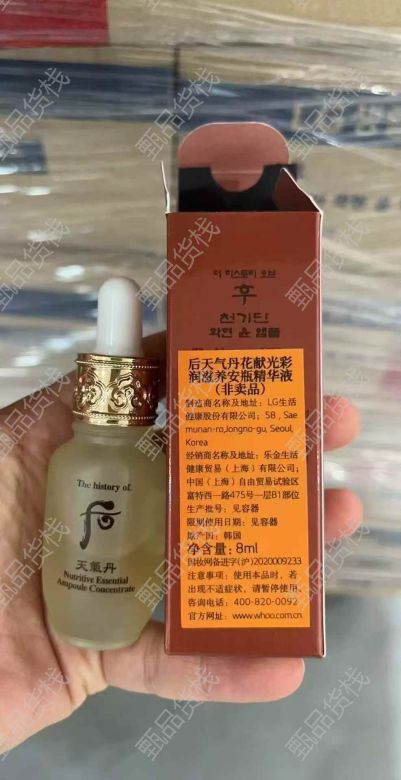 甄品货栈
더 히스토리 오브
后
천기단
화현 윤 앰플
The history of
后
天氣丹
Nutritive Essential
Ampoule Concentrate
后天气丹花献光彩
润滋养安瓶精华液
（非卖品）
制造商名称及地址：LG生活
健康股份有限公司；58，Sae
munan-ro,Jongno-gu, Seoul,
Korea
经销商名称及地址：乐金生活
健康贸易（上海）有限公司；
中国（上海）自由贸易试验区
富特西一路475号一层B1部位
生产批号：见容器
限期使用日期：见容器
原产国：韩国
净含量：8ml
国妆网备进字(沪)2020009233
注意事项：使用本品时，若
出现不适症状，请暂停使用。
咨询电话：400-820-0092
官方网址：www.whoo.com.cn